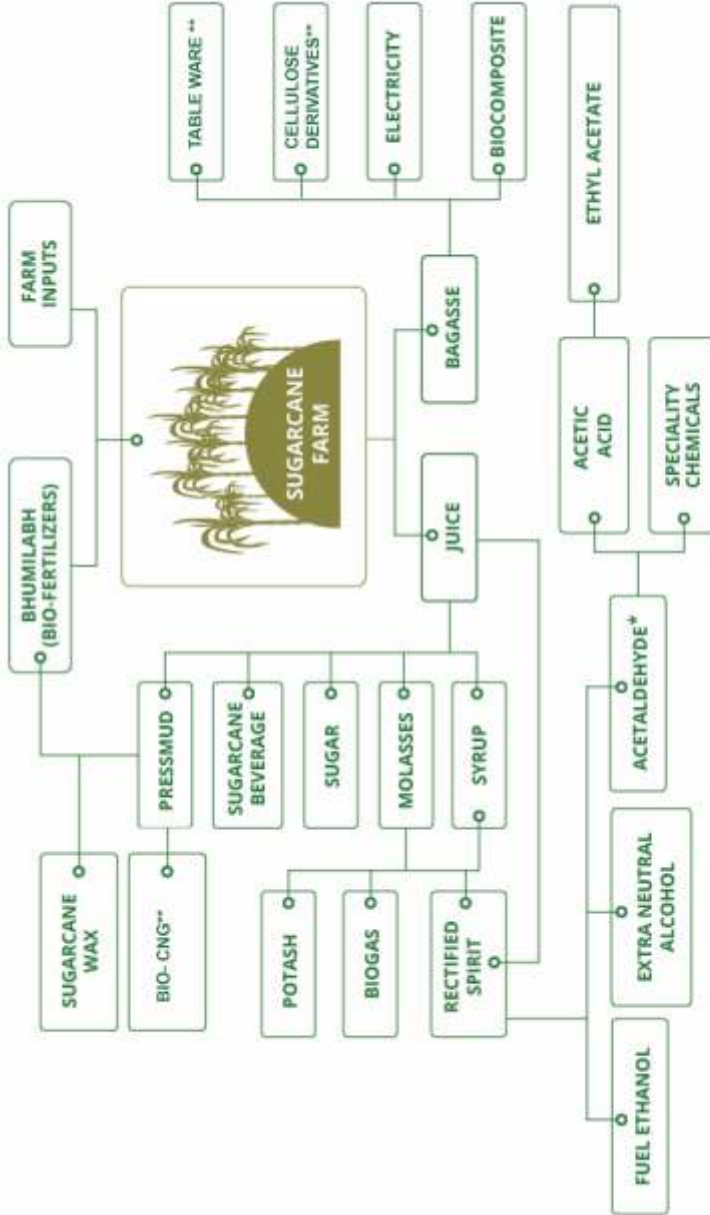 BHUMILABH
(BIO-FERTILIZERS)
FARM
INPUTS
SUGARCANE
FARM
SUGARCANE
WAX
BIO- CNG**
PRESSMUD
SUGARCANE
BEVERAGE
SUGAR
MOLASSES
SYRUP
JUICE
BAGASSE
TABLE WARE **
CELLULOSE
DERIVATIVES**
ELECTRICITY
BIOCOMPOSITE
POTASH
BIOGAS
RECTIFIED
SPIRIT
FUEL ETHANOL
EXTRA NEUTRAL
ALCOHOL
ACETALDEHYDE*
ACETIC
ACID
SPECIALITY
CHEMICALS
ETHYL ACETATE